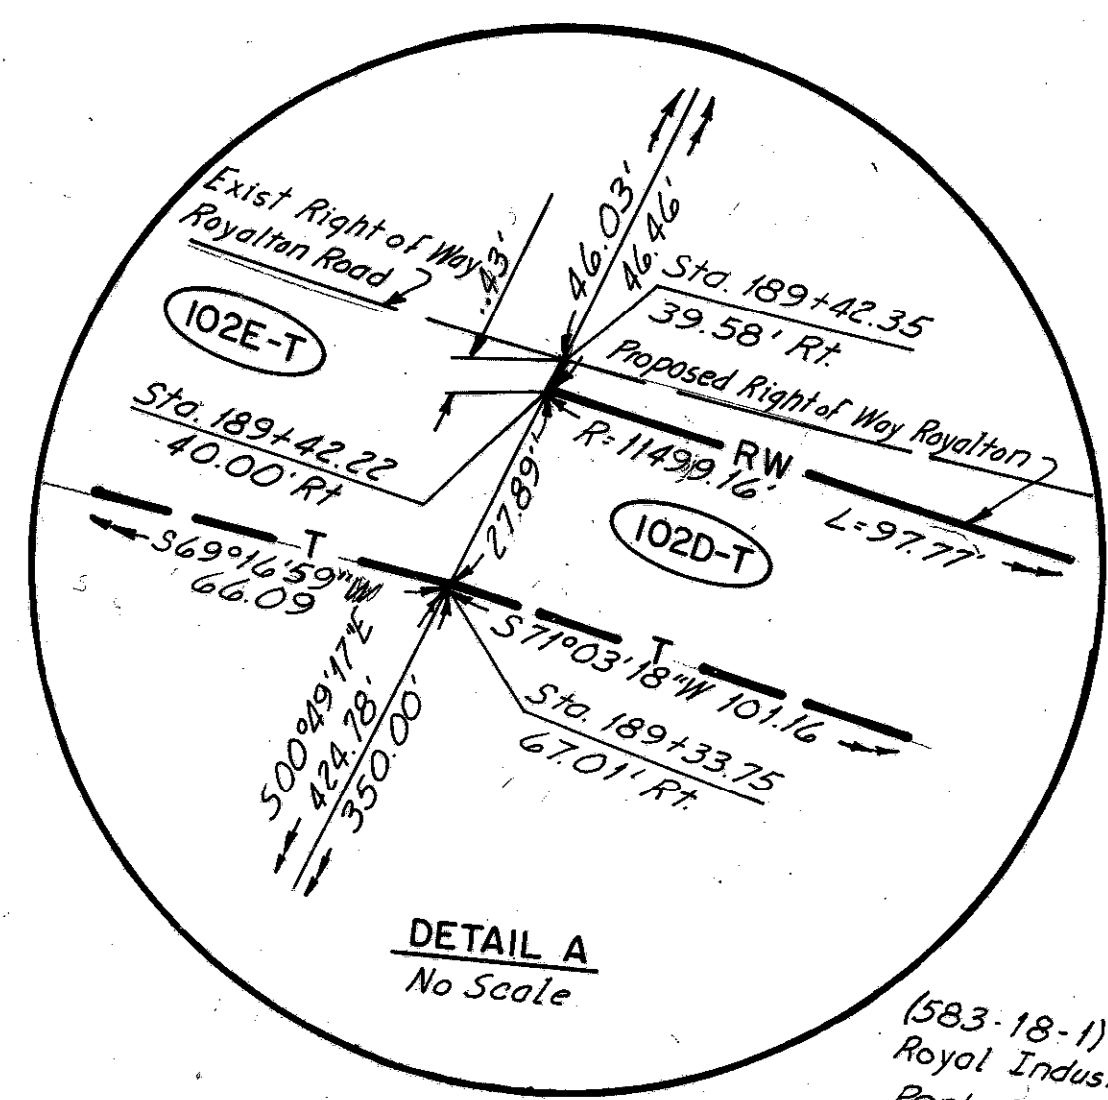 46.03'
46.46'
Exist Right of Way
Royalton Road
.43'
Sta. 189+42.35
39.58' Rt.
102E-T
Proposed Right of Way Royalton
Sta. 189+42.22
40.00' Rt
R=11499.16'
RW
L=97.77'
27.89'
102D-T
T
S69°16'59"W
66.09
T
S71°03'18"W 101.16
S00°49'17"E
424.78'
350.00'
Sta. 189+33.75
67.01' Rt.
DETAIL A
No Scale
(583-18-1)
Royal Indus.